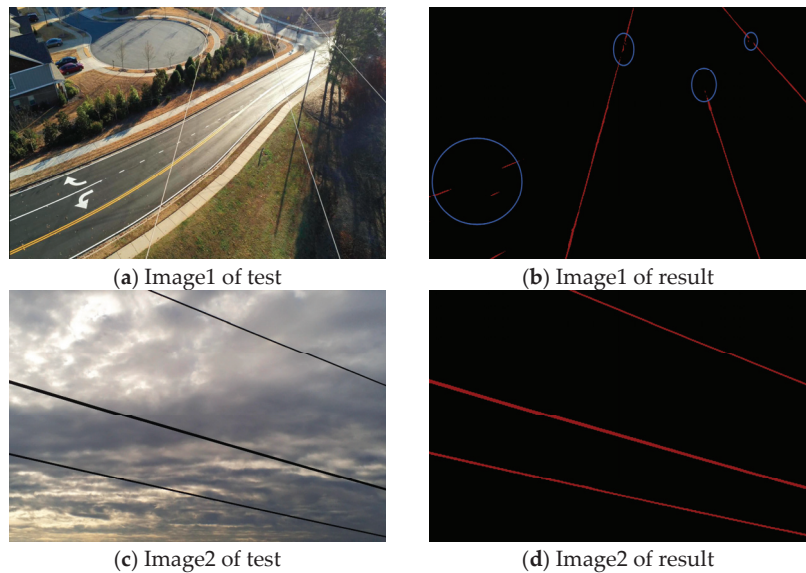 (a) Image1 of test
(b) Image1 of result
(c) Image2 of test
(d) Image2 of result